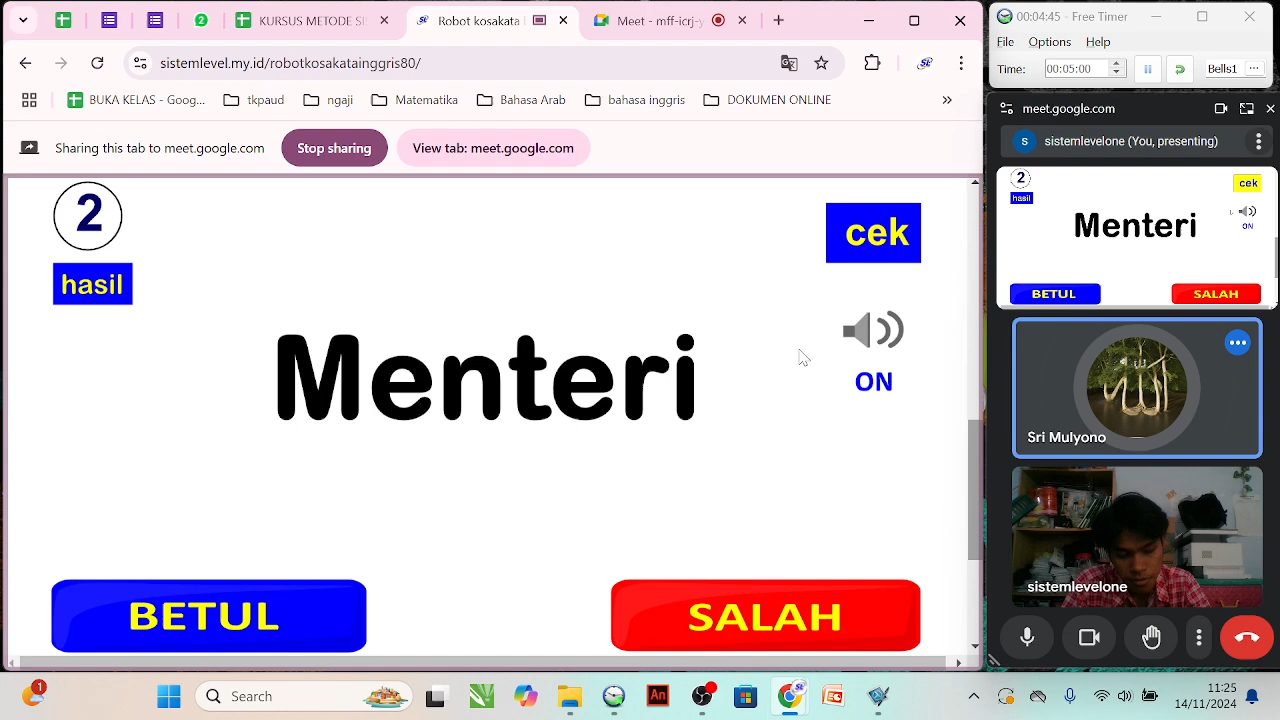 2
KURSUS METODE SI
Robot kosakata I
Meet - mff-icrj-y
sistemlevel.my.id/robotkosakatainggris80/
BUKA KELAS - Goog...
tkpaud
ngaji
Matematika
Bahasa Arab
bahasa inggris
DOKUMEN ONLINE
Sharing this tab to meet.google.com
Stop sharing
View tab: meet.google.com
2
hasil
cek
ON
Menteri
BETUL
SALAH
00:04:45 - Free Timer
File Options Help
Time: 00:05:00 Bells1 ...
meet.google.com
s sistemlevelone (You, presenting)
2
hasil
cek
ON
Menteri
BETUL
SALAH
Sri Mulyono
sistemlevelone
1
Search
An
11:25
14/11/2024